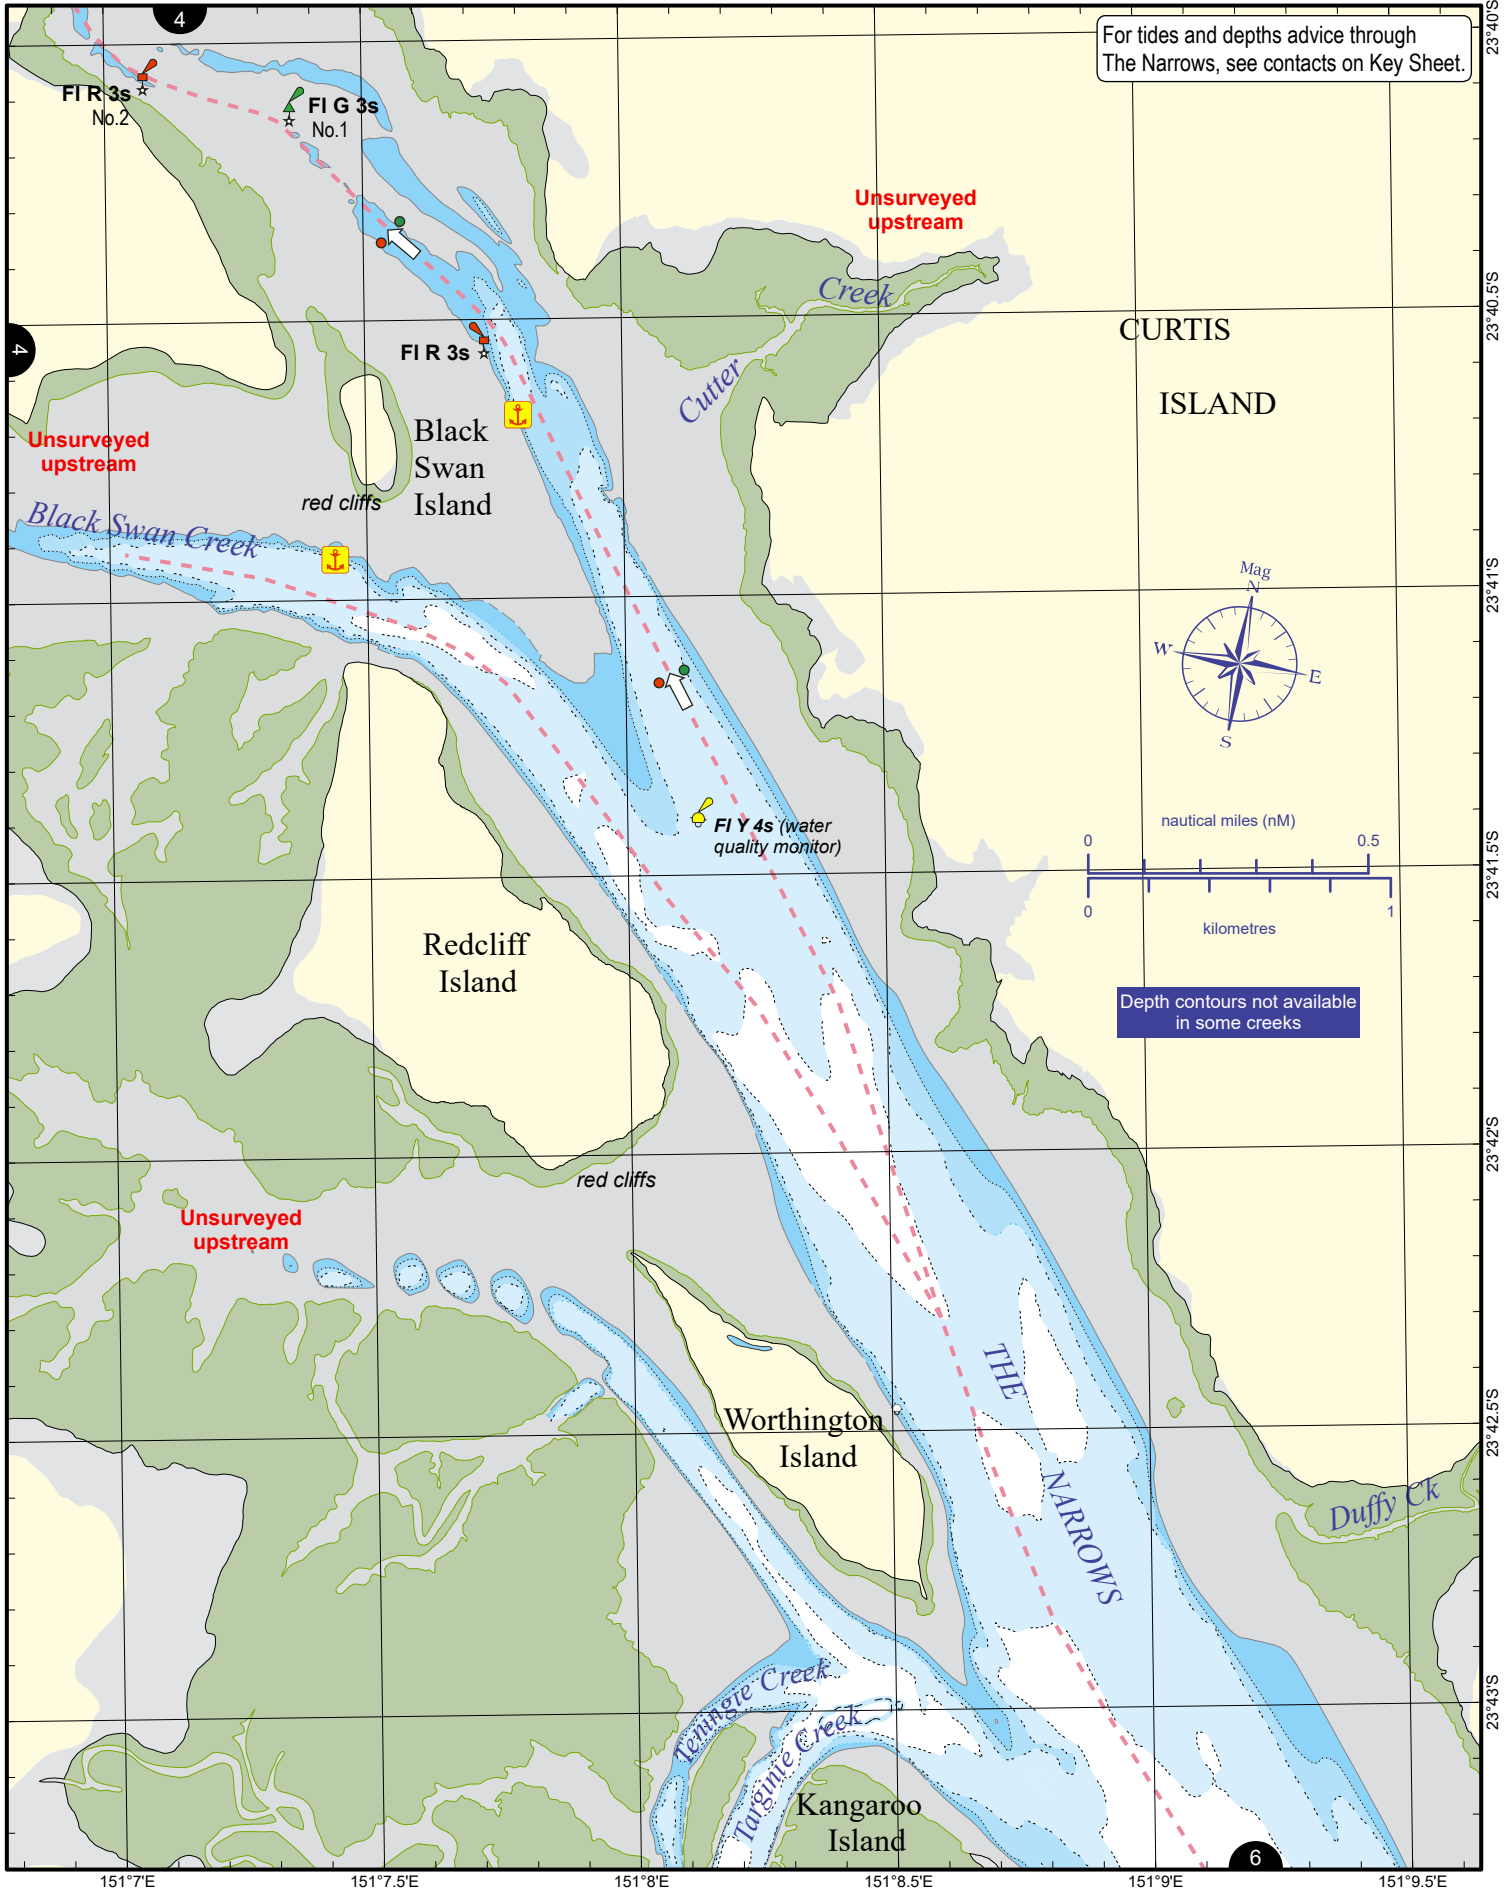 4
23°40'S
For tides and depths advice through
The Narrows, see contacts on Key Sheet.
Fl R 3s
No.2
Fl G 3s
No.1
Unsurveyed
upstream
Creek
Cutter
23°40.5'S
CURTIS
ISLAND
4
Fl R 3s
Black
Swan
Island
Unsurveyed
upstream
red cliffs
Black Swan Creek
Mag
N
W
E
S
23°41'S
Fl Y 4s (water
quality monitor)
nautical miles (nM)
0
0.5
0
1
kilometres
23°41.5'S
Redcliff
Island
Depth contours not available
in some creeks
23°42'S
red cliffs
Unsurveyed
upstream
THE
NARROWS
Worthington
Island
23°42.5'S
Duffy Ck
Teningie Creek
Targinie Creek
23°43'S
Kangaroo
Island
6
151°7'E
151°7.5'E
151°8'E
151°8.5'E
151°9'E
151°9.5'E